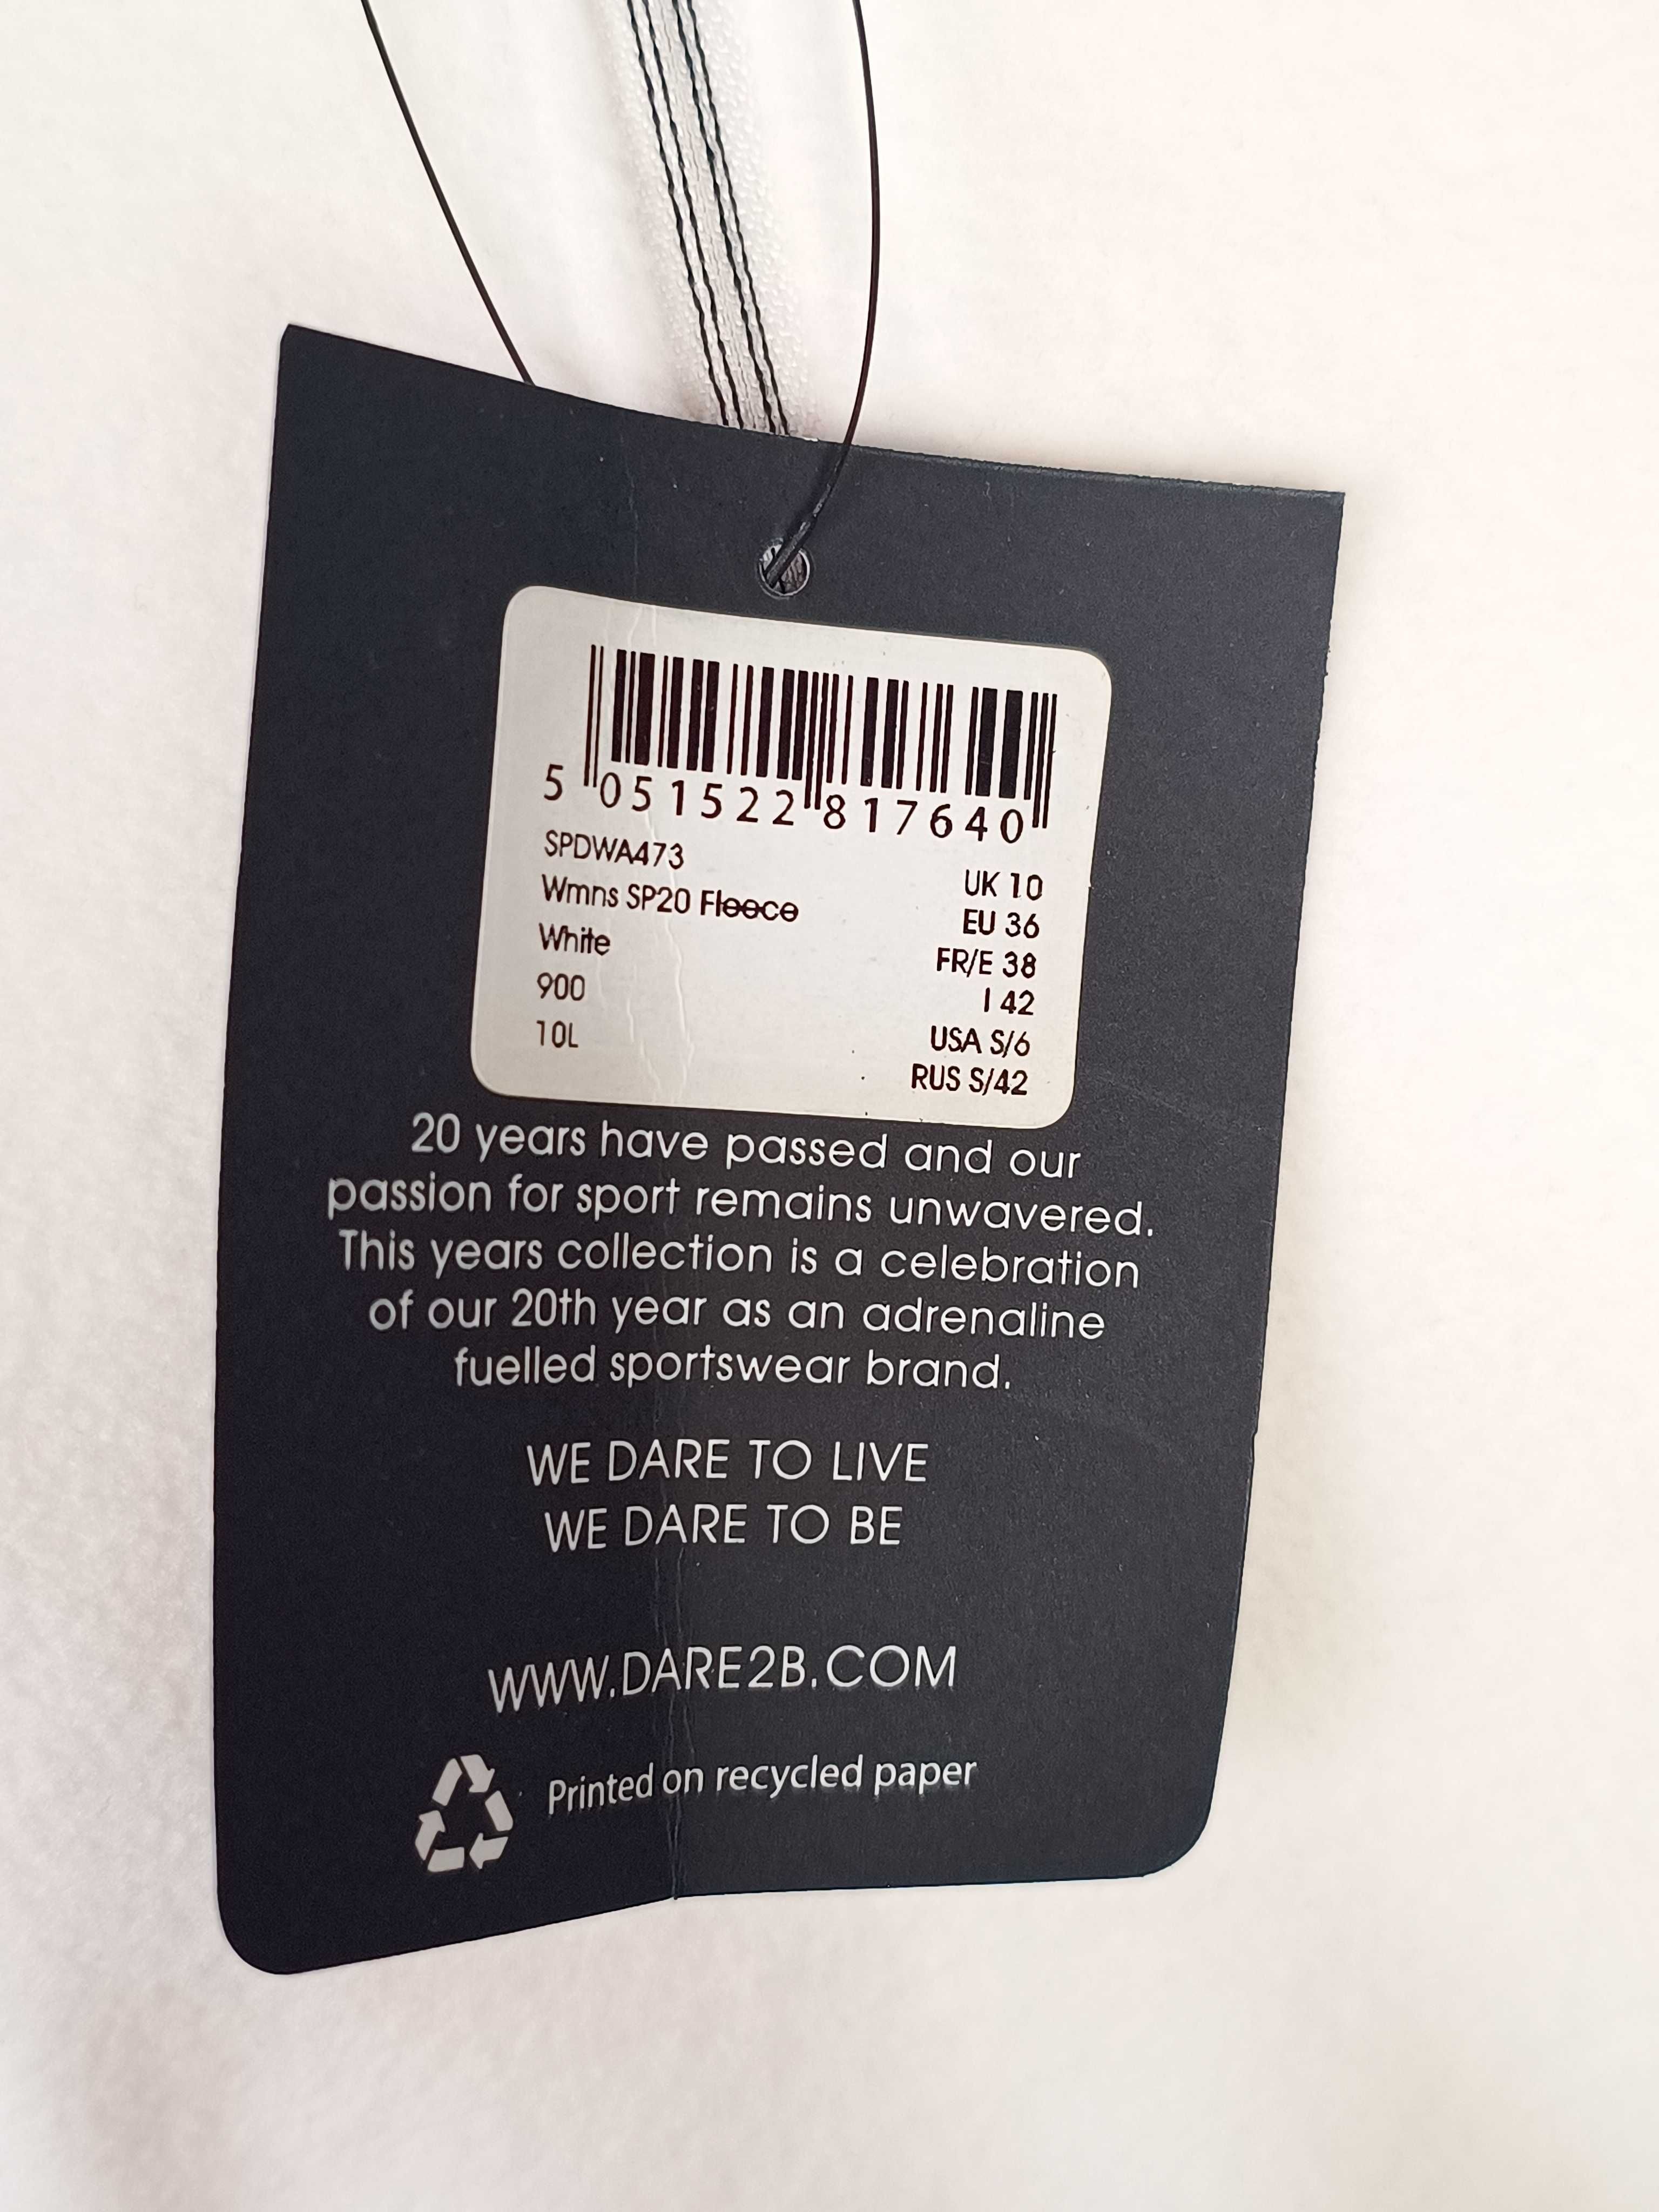 5 051522 817640
SPDWA473
Wmns SP20 Fleece
White
900
10L
UK 10
EU 36
FR/E 38
I 42
USA S/6
RUS S/42
20 years have passed and our
passion for sport remains unwavered.
This years collection is a celebration
of our 20th year as an adrenaline
fuelled sportswear brand.
WE DARE TO LIVE
WE DARE TO BE
WWW.DARE2B.COM
Printed on recycled paper